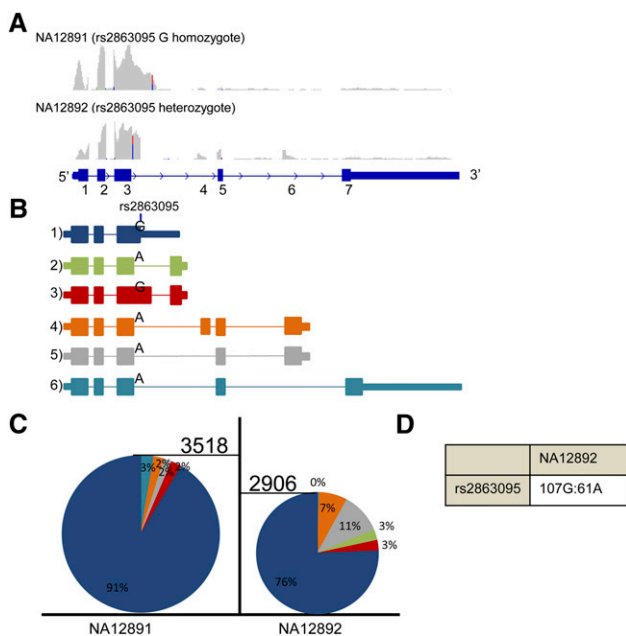 A
NA12891 (rs2863095 G homozygote)
NA12892 (rs2863095 heterozygote)
5' 3'
1 2 3 4 5 6 7
B
rs2863095
1) G
2) A
3) G
4) A
5) A
6) A
C
3518
3% 2% 2% 2%
91%
NA12891
2906
0%
7%
11%
3%
3%
76%
NA12892
D
NA12892
rs2863095 107G:61A